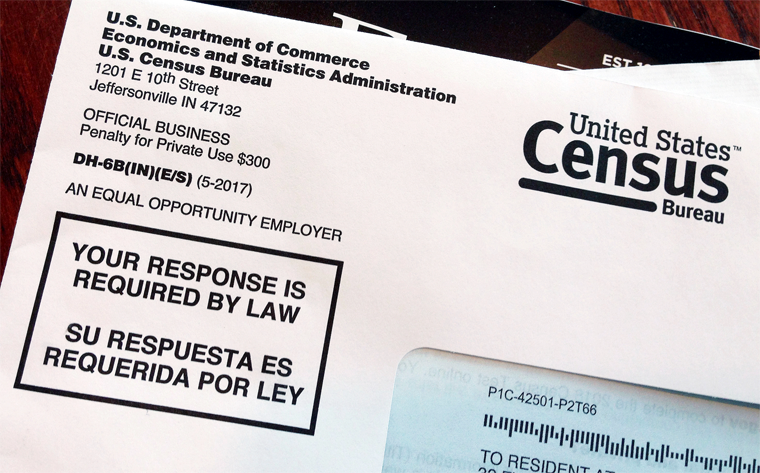 U.S. Department of Commerce
Economics and Statistics Administration
U.S. Census Bureau
1201 E 10th Street
Jeffersonville IN 47132
OFFICIAL BUSINESS
Penalty for Private Use $300
DH-6B(IN)(E/S) (5-2017)
AN EQUAL OPPORTUNITY EMPLOYER
YOUR RESPONSE IS
REQUIRED BY LAW
SU RESPUESTA ES
REQUERIDA POR LEY
EST
United States™
Census
Bureau
P1C-42501-P2T66
TO RESIDENT